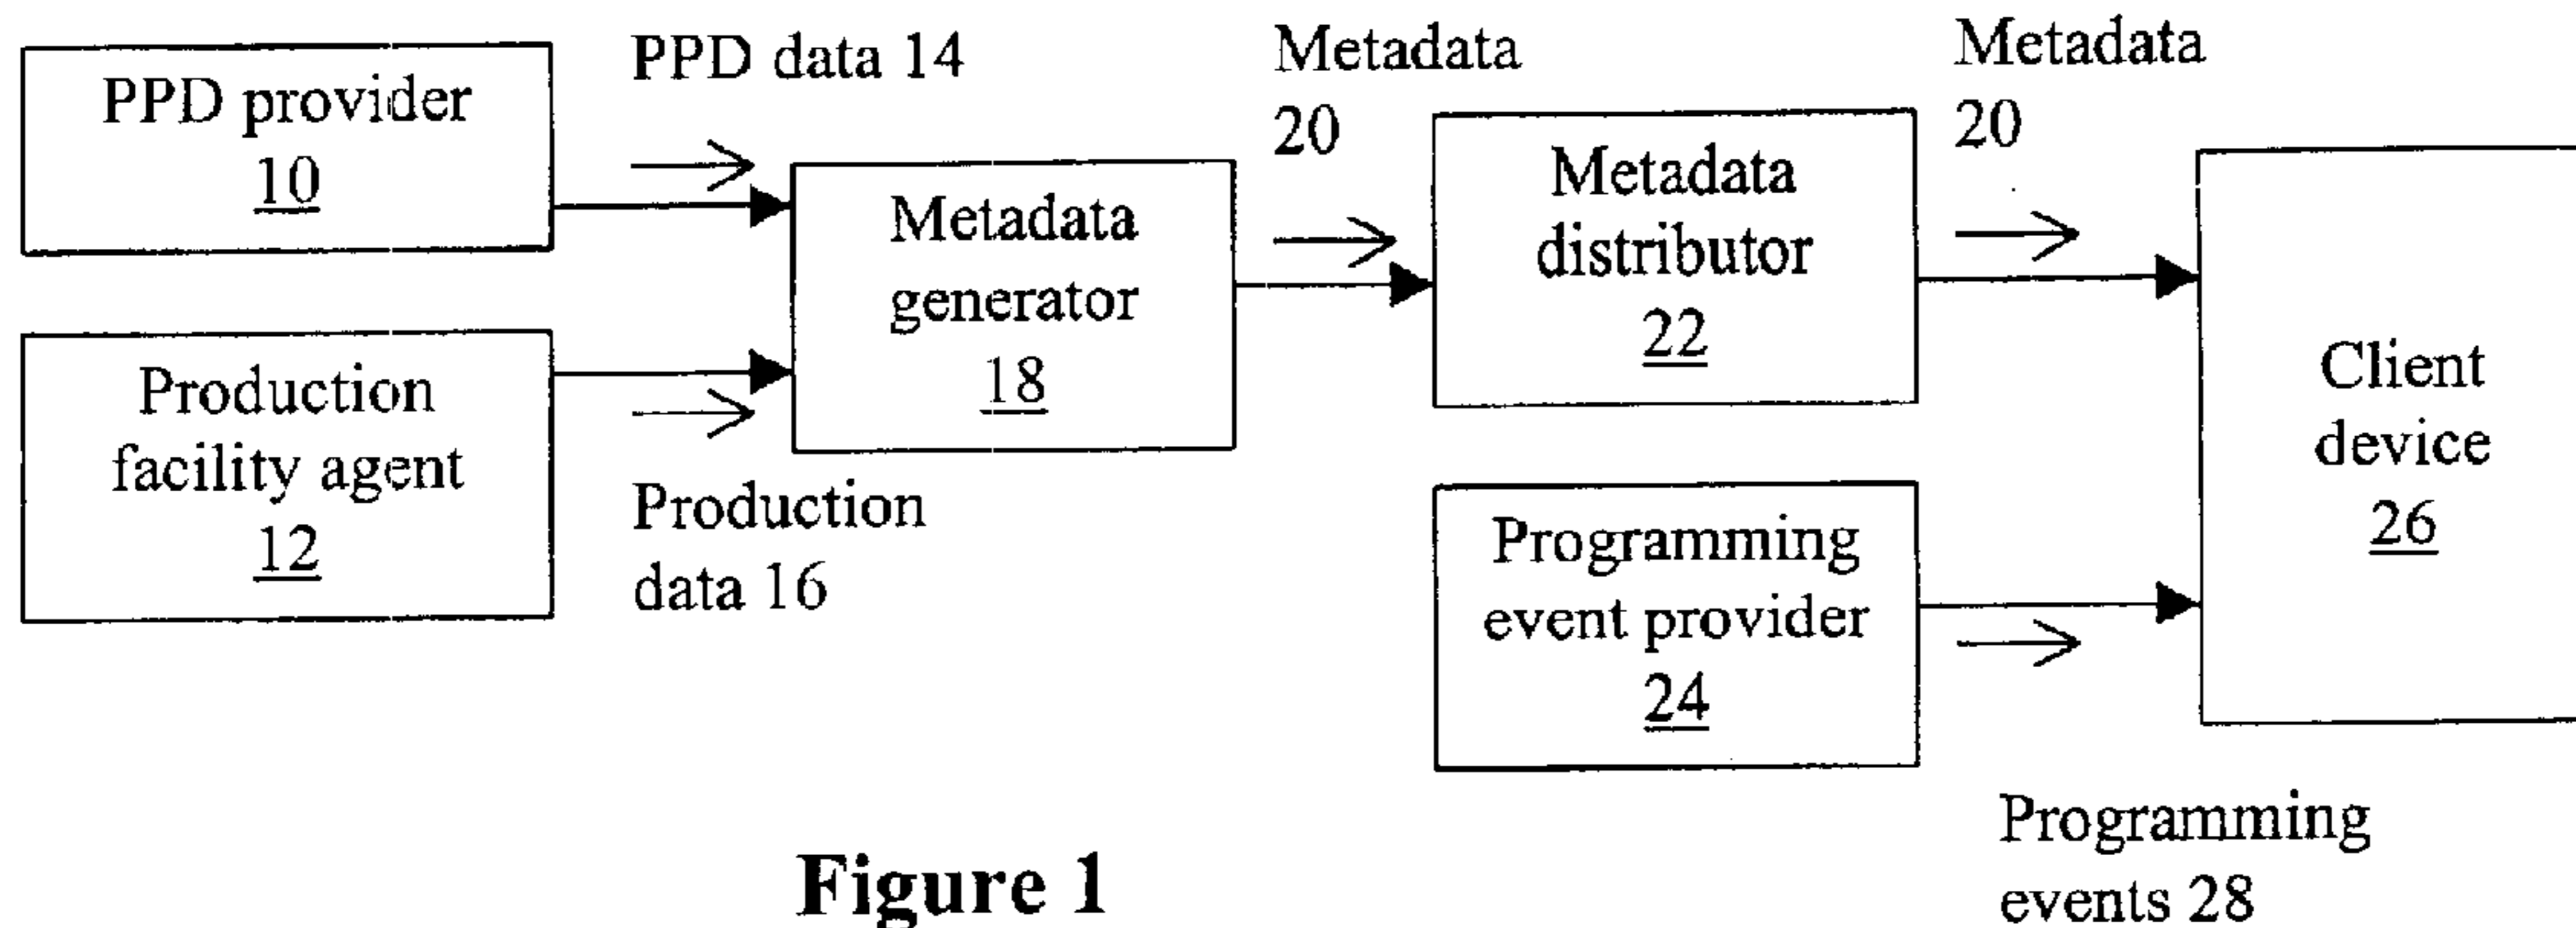 PPD provider
10
PPD data 14
Production
facility agent
12
Production
data 16
Metadata
generator
18
Metadata
20
Metadata
distributor
22
Programming
event provider
24
Metadata
20
Client
device
26
Programming
events 28
Figure 1